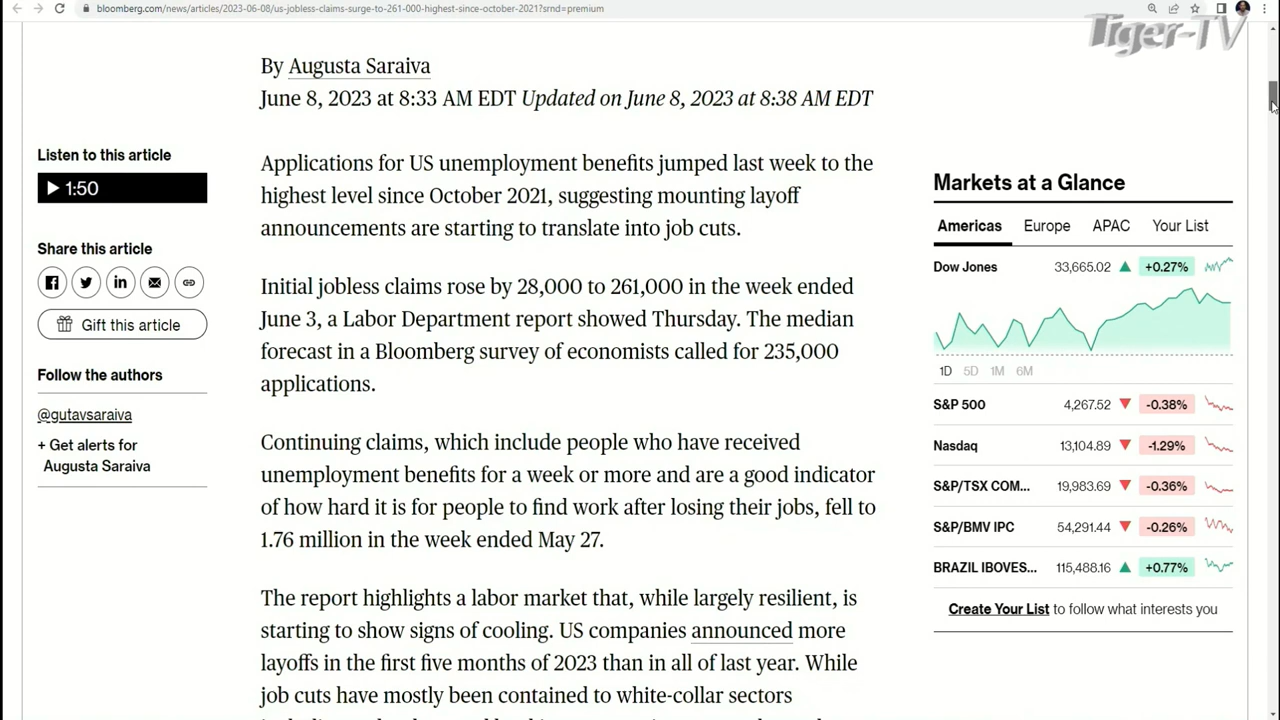 bloomberg.com/news/articles/2023-06-08/us-jobless-claims-surge-to-261-000-highest-since-october-2021?srnd=premium
Tiger-TV
By Augusta Saraiva
June 8, 2023 at 8:33 AM EDT Updated on June 8, 2023 at 8:38 AM EDT
Listen to this article
1:50
Share this article
Gift this article
Follow the authors
@gutavsaraiva
+ Get alerts for
Augusta Saraiva
Applications for US unemployment benefits jumped last week to the
highest level since October 2021, suggesting mounting layoff
announcements are starting to translate into job cuts.
Initial jobless claims rose by 28,000 to 261,000 in the week ended
June 3, a Labor Department report showed Thursday. The median
forecast in a Bloomberg survey of economists called for 235,000
applications.
Continuing claims, which include people who have received
unemployment benefits for a week or more and are a good indicator
of how hard it is for people to find work after losing their jobs, fell to
1.76 million in the week ended May 27.
The report highlights a labor market that, while largely resilient, is
starting to show signs of cooling. US companies announced more
layoffs in the first five months of 2023 than in all of last year. While
job cuts have mostly been contained to white-collar sectors
Markets at a Glance
Americas Europe APAC Your List
Dow Jones 33,665.02 +0.27%
1D 5D 1M 6M
S&P 500 4,267.52 -0.38%
Nasdaq 13,104.89 -1.29%
S&P/TSX COM... 19,983.69 -0.36%
S&P/BMV IPC 54,291.44 -0.26%
BRAZIL IBOVES... 115,488.16 +0.77%
Create Your List to follow what interests you